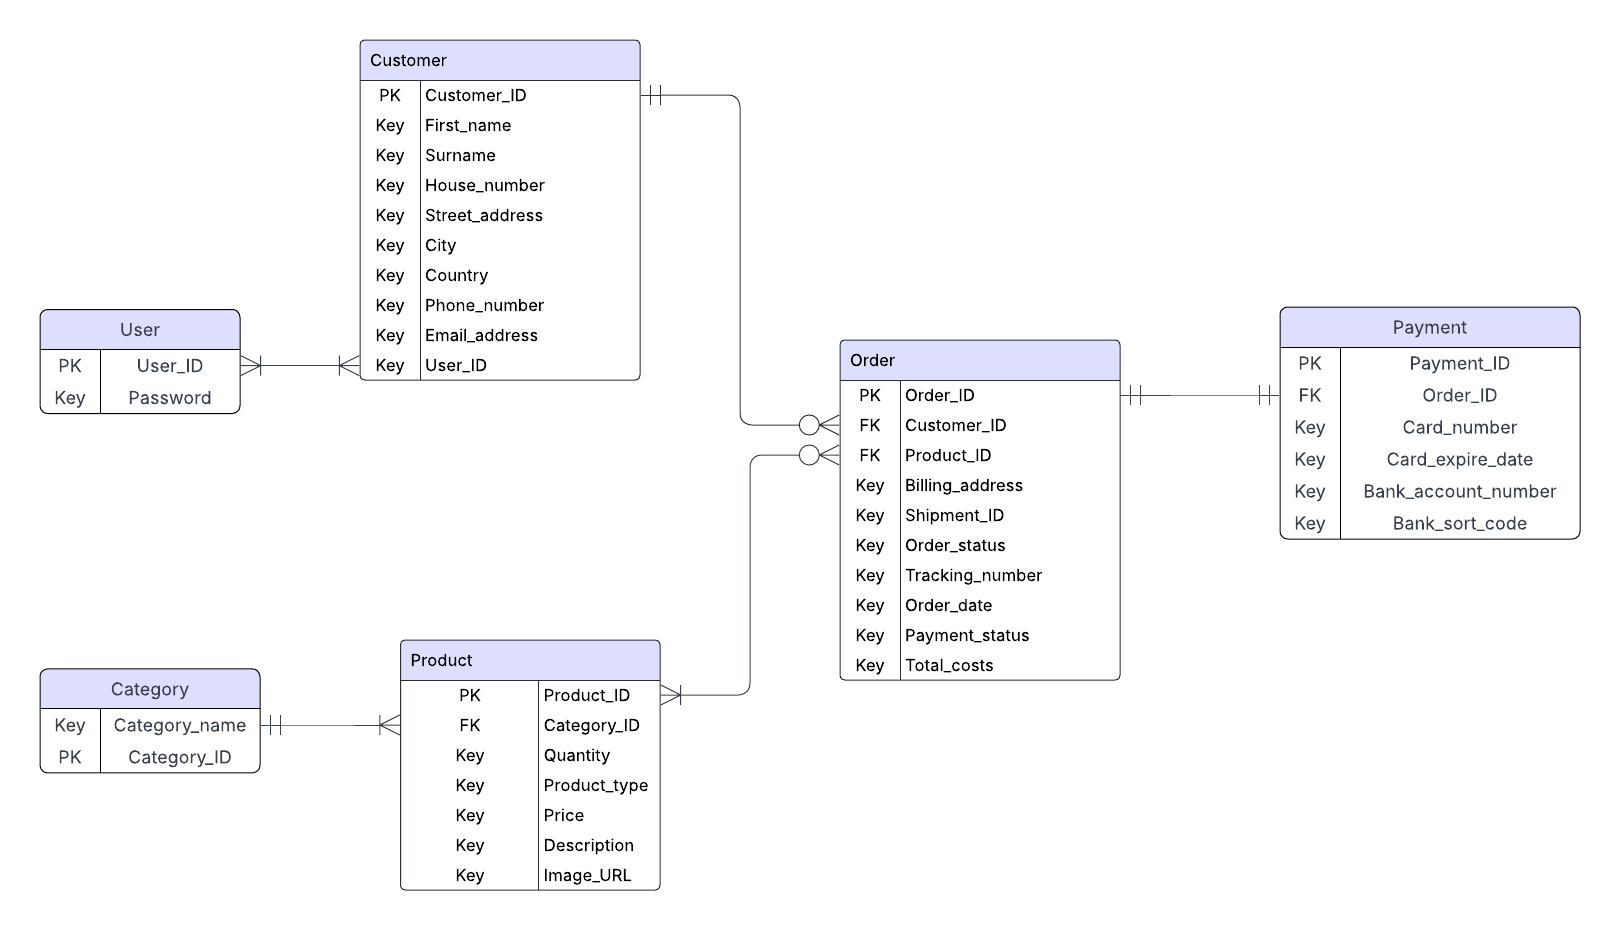 Customer
PK Customer_ID
Key First_name
Key Surname
Key House_number
Key Street_address
Key City
Key Country
Key Phone_number
Key Email_address
Key User_ID
User
PK User_ID
Key Password
Order
PK Order_ID
FK Customer_ID
FK Product_ID
Key Billing_address
Key Shipment_ID
Key Order_status
Key Tracking_number
Key Order_date
Key Payment_status
Key Total_costs
Payment
PK Payment_ID
FK Order_ID
Key Card_number
Key Card_expire_date
Key Bank_account_number
Key Bank_sort_code
Category
Key Category_name
PK Category_ID
Product
PK Product_ID
FK Category_ID
Key Quantity
Key Product_type
Key Price
Key Description
Key Image_URL